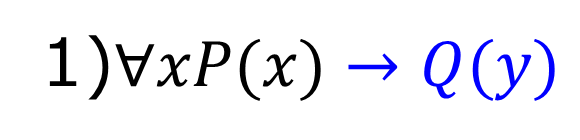 1)∀xP(x) → Q(y)